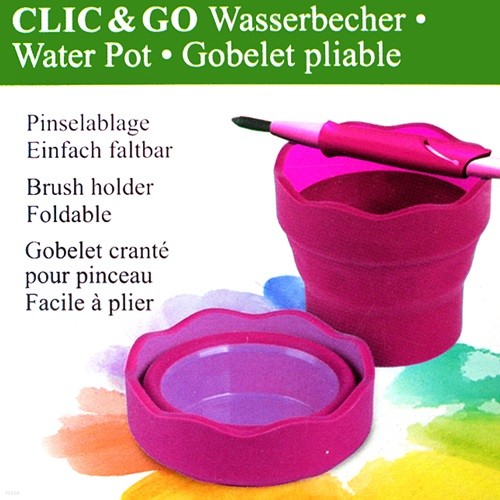 CLIC & GO Wasserbecher •
Water Pot • Gobelet pliable
Pinselablage
Einfach faltbar
Brush holder
Foldable
Gobelet cranté
pour pinceau
Facile à plier